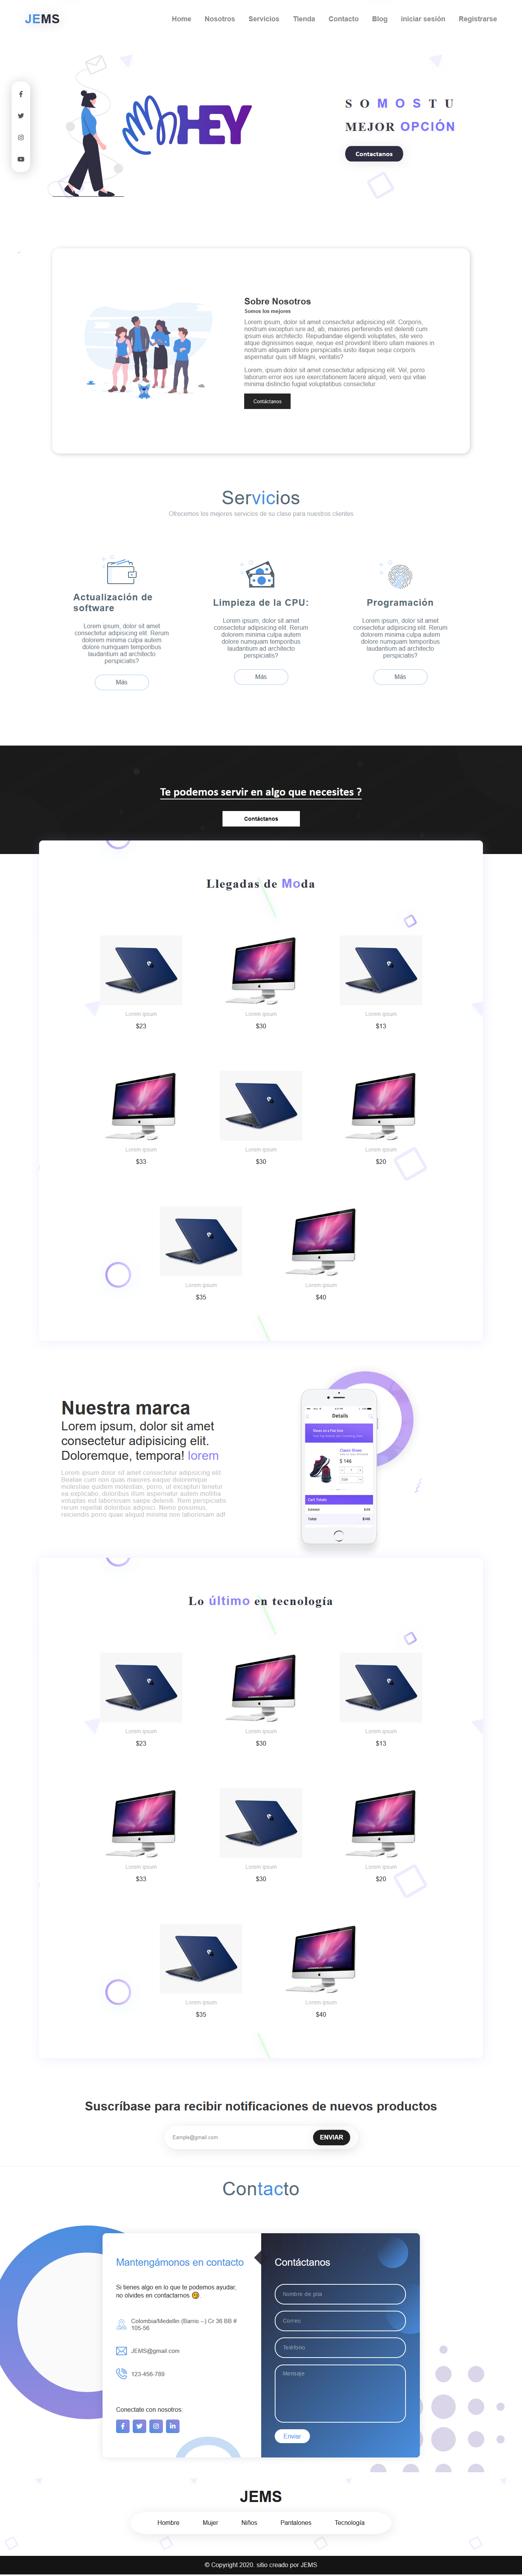 JEMS
Home Nosotros Servicios Tienda Contacto Blog iniciar sesión Registrarse
HEY
SOMOS TU
MEJOR OPCIÓN
Contactanos
Sobre Nosotros
Somos los mejores
Lorem ipsum, dolor sit amet consectetur adipisicing elit. Corporis,
nostrum excepturi iure ad, ab, maiores perferendis est deleniti cum
ipsum eius architecto. Repudiandae eligendi voluptates, iste vero
atque dignissimos eaque, neque est provident libero ullam maiores in
nostrum aliquam dolore perspiciatis iusto itaque sequi corporis
aspernatur quis sit! Magni, veritatis?
Lorem, ipsum dolor sit amet consectetur adipisicing elit. Vel, porro
laborum error eos iure exercitationem facere aliquid, vero qui vitae
minima distinctio fugiat voluptatibus consectetur
Contáctanos
Servicios
Ofrecemos los mejores servicios de su clase para nuestros clientes
Actualización de
software
Lorem ipsum, dolor sit amet
consectetur adipisicing elit. Rerum
dolorem minima culpa autem
dolore numquam temporibus
laudantium ad architecto
perspiciatis?
Más
Limpieza de la CPU:
Lorem ipsum, dolor sit amet
consectetur adipisicing elit. Rerum
dolorem minima culpa autem
dolore numquam temporibus
laudantium ad architecto
perspiciatis?
Más
Programación
Lorem ipsum, dolor sit amet
consectetur adipisicing elit. Rerum
dolorem minima culpa autem
dolore numquam temporibus
laudantium ad architecto
perspiciatis?
Más
Te podemos servir en algo que necesites ?
Contáctanos
Llegadas de Moda
Lorem ipsum Lorem ipsum Lorem ipsum
$23 $30 $13
Lorem ipsum Lorem ipsum Lorem ipsum
$33 $30 $20
Lorem ipsum Lorem ipsum
$35 $40
Nuestra marca
Lorem ipsum, dolor sit amet
consectetur adipisicing elit.
Doloremque, tempora! lorem
Lorem ipsum dolor sit amet consectetur adipisicing elit.
Beatae cum non quas maiores eaque doloremque
molestiae quidem molestias, porro, ut excepturi tenetur
ea explicabo, doloribus illum aspernatur autem mollitia
voluptas est laboriosam saepe deleniti. Rem perspiciatis
rerum repellat doloribus adipisci. Nemo possimus,
reiciendis porro quae aliquid minima non laboriosam adf
Details
Classic Shoes
$ 146
Cart Totals
Subtotal
Total $146
Lo último en tecnología
Lorem ipsum Lorem ipsum Lorem ipsum
$23 $30 $13
Lorem ipsum Lorem ipsum Lorem ipsum
$33 $30 $20
Lorem ipsum Lorem ipsum
$35 $40
Suscríbase para recibir notificaciones de nuevos productos
Eample@gmail.com
ENVIAR
Contacto
Mantengámonos en contacto
Si tienes algo en lo que te podemos ayudar,
no olvides en contactarnos 😉.
Colombia/Medellin (Barrio --) Cr 36 BB #
105-56
JEMS@gmail.com
123-456-789
Conectate con nosotros:
Contáctanos
Nombre de pila
Correo
Teléfono
Mensaje
Enviar
JEMS
Hombre Mujer Niños Pantalones Tecnología
© Copyright 2020. sitio creado por JEMS